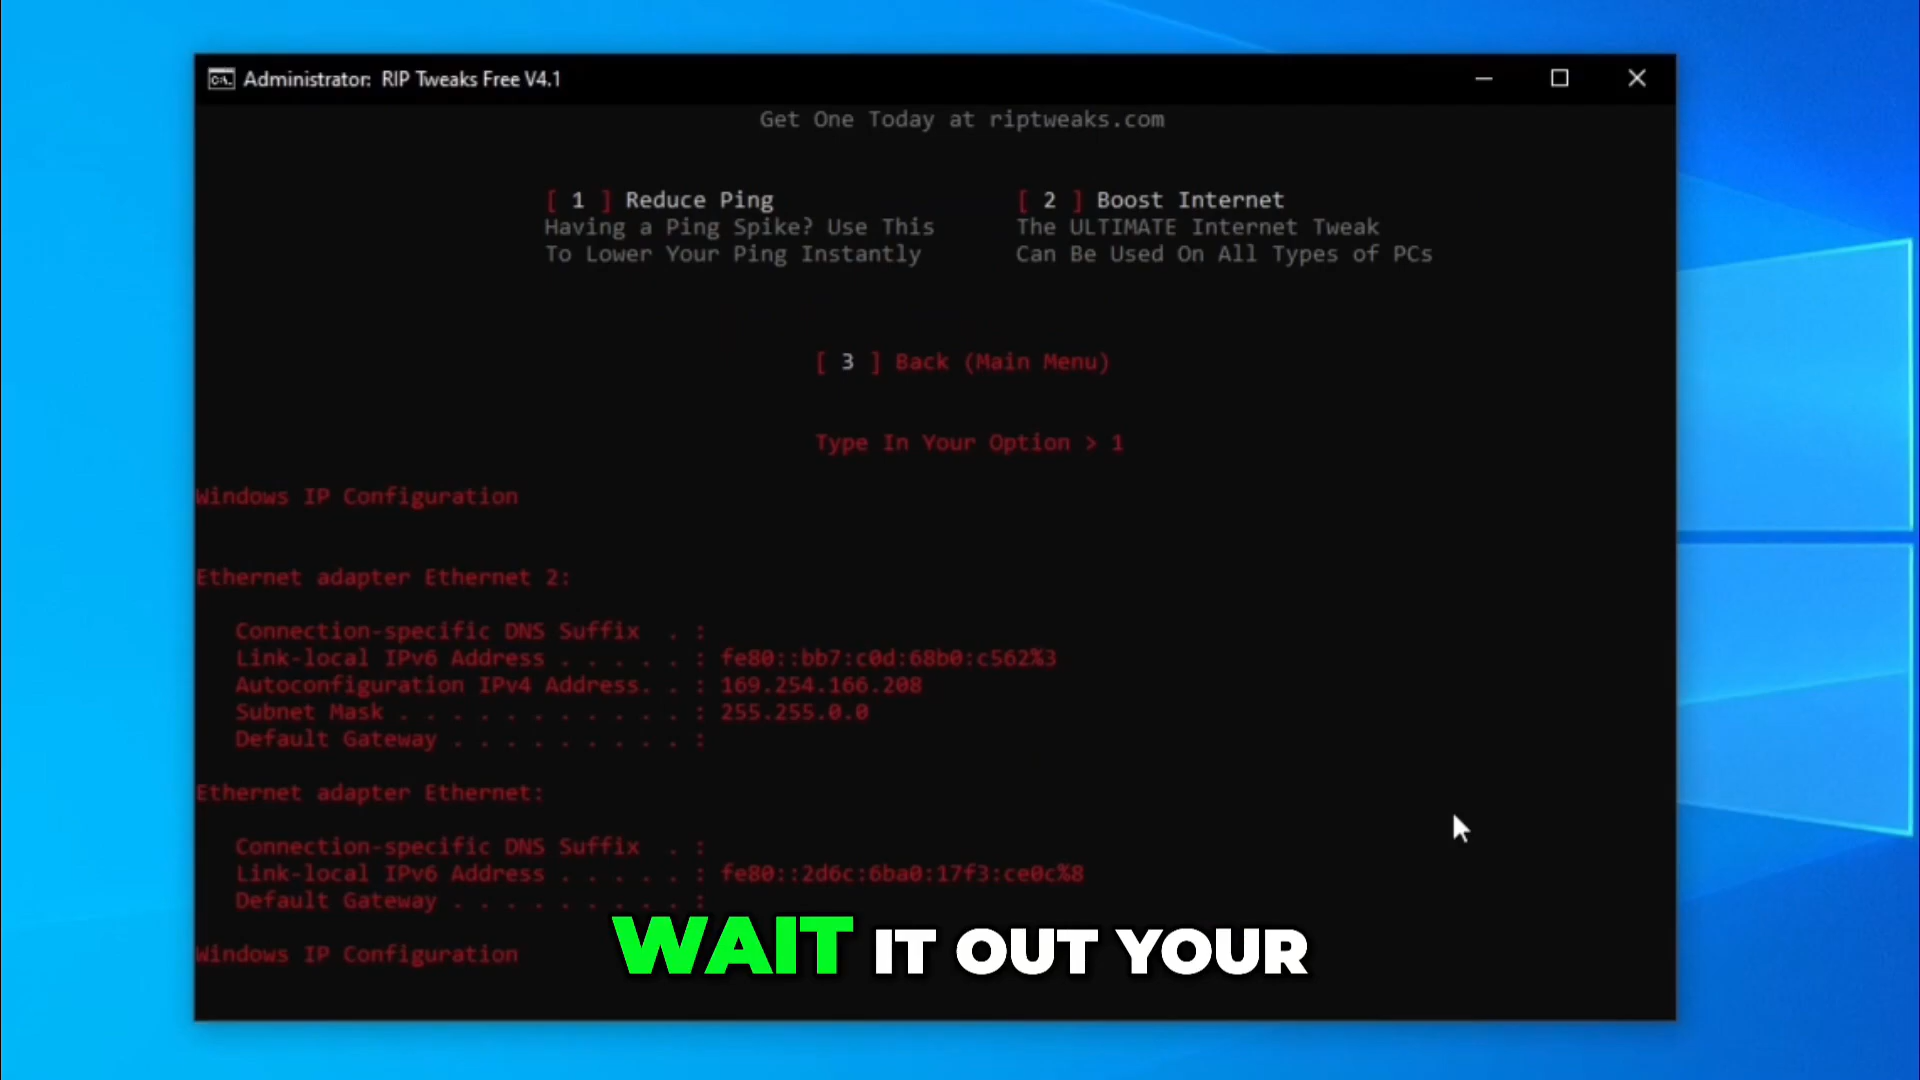 Administrator: RIP Tweaks Free V4.1
Get One Today at riptweaks.com
[ 1 ] Reduce Ping
Having a Ping Spike? Use This
To Lower Your Ping Instantly
[ 2 ] Boost Internet
The ULTIMATE Internet Tweak
Can Be Used On All Types of PCs
[ 3 ] Back (Main Menu)
Type In Your Option > 1
Windows IP Configuration
Ethernet adapter Ethernet 2:
Connection-specific DNS Suffix  . :
Link-local IPv6 Address . . . . . : fe80::bb7:c0d:68b0:c562%3
Autoconfiguration IPv4 Address. . : 169.254.166.208
Subnet Mask . . . . . . . . . . . : 255.255.0.0
Default Gateway . . . . . . . . . :
Ethernet adapter Ethernet:
Connection-specific DNS Suffix  . :
Link-local IPv6 Address . . . . . : fe80::2d6c:6ba0:17f3:ce0c%8
Default Gateway . . . . . . . . . :
Windows IP Configuration
WAIT IT OUT YOUR